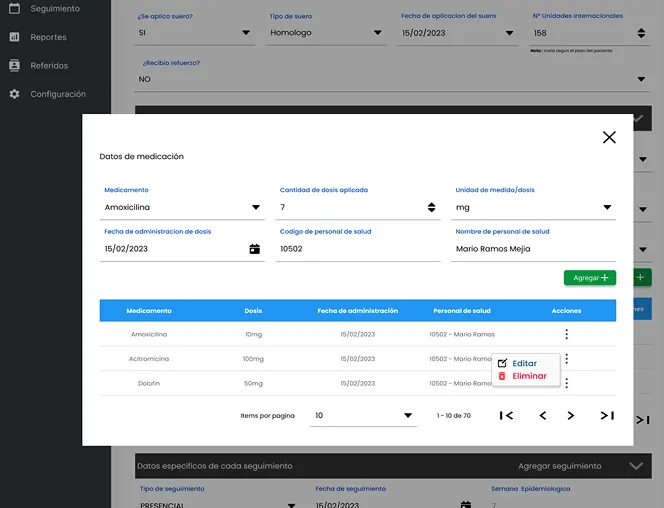 Seguimiento
Reportes
Referidos
Configuración
¿Se aplico suero? Tipo de suero Fecha de aplicacion del suero N° Unidades internacionales
SI Homologo 15/02/2023 158
Nota : Varia segun el peso del paciente
¿Recibio refuerzo?
NO
Datos de medicación
Medicamento Cantidad de dosis aplicada Unidad de medida/dosis
Amoxicilina 7 mg
Fecha de administracion de dosis Codigo de personal de salud Nombre de personal de salud
15/02/2023 10502 Mario Ramos Mejia
Agregar +
Medicamento Dosis Fecha de administración Personal de salud Acciones
Amoxicilina 10mg 15/02/2023 10502 - Mario Ramos
Acitromicina 100mg 15/02/2023 10502 - Mario Ramos
Dolofin 50mg 15/02/2023 10502 - Mario Ramos
Editar
Eliminar
Items por pagina 10 1 - 10 de 70
Datos especificos de cada seguimiento Agregar seguimiento
Tipo de seguimiento Fecha de seguimiento Semana Epidemiologica
PRESENCIAL 15/02/2023 7